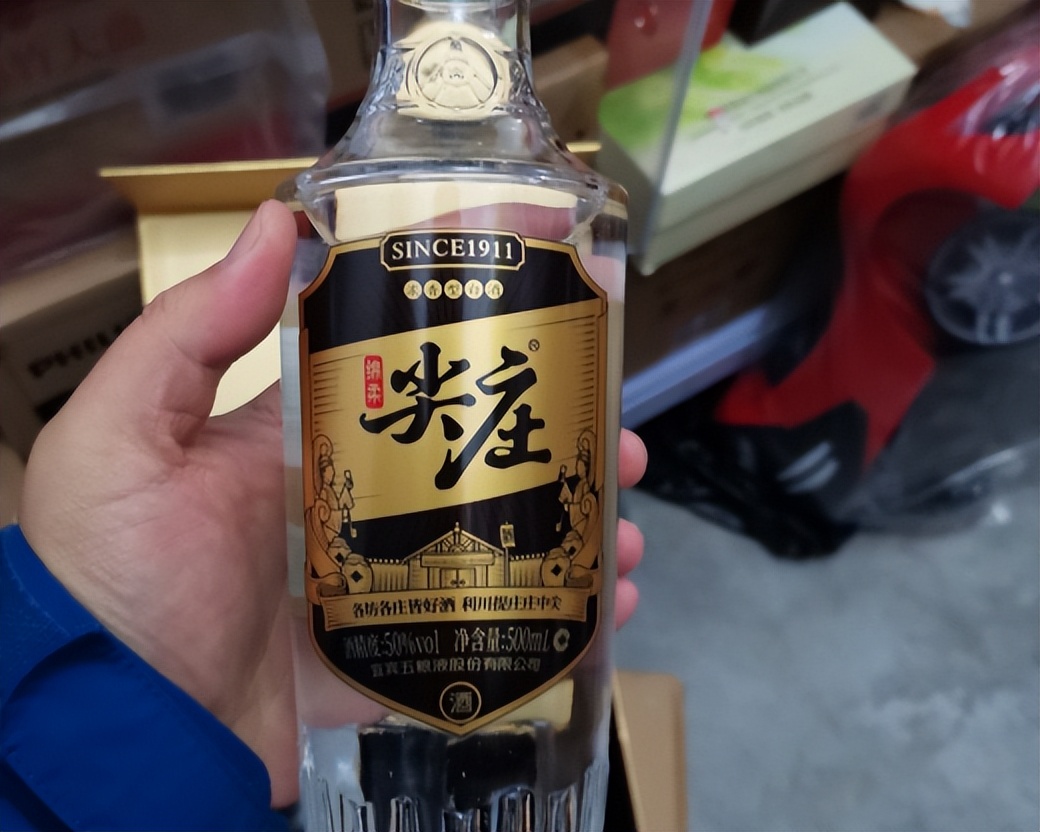 SINCE1911
浓香型白酒
绵柔
尖庄®
各坊各庄皆好酒 利川提庄庄中尖
酒精度:50%vol 净含量:500mL
宜宾五粮液股份有限公司
酒